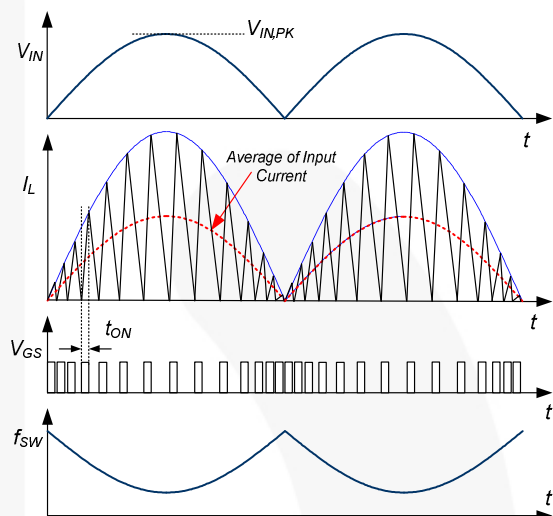 V_IN,PK
V_IN
t
Average of Input
Current
I_L
t
t_ON
V_GS
t
f_SW
t